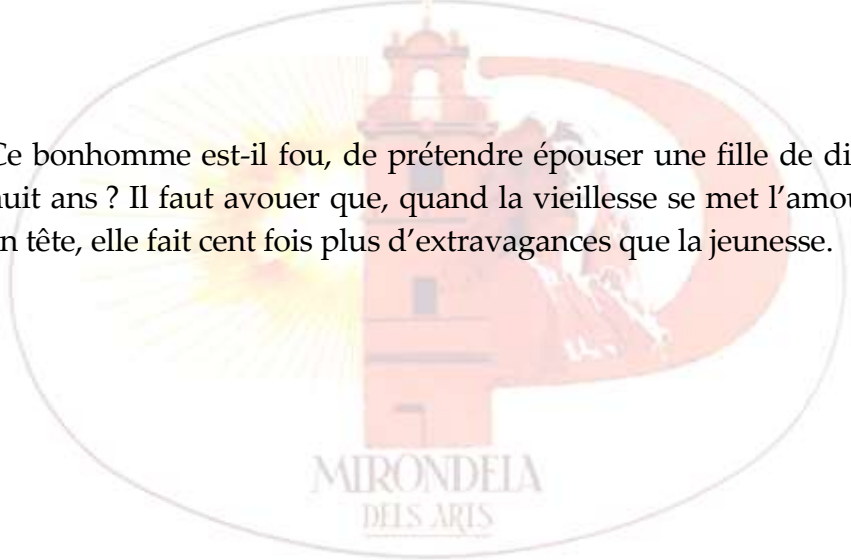 Ce bonhomme est-il fou, de prétendre épouser une fille de di
huit ans ? Il faut avouer que, quand la vieillesse se met l’amou
n tête, elle fait cent fois plus d’extravagances que la jeunesse.
MIRONDELA
DELS ARTS